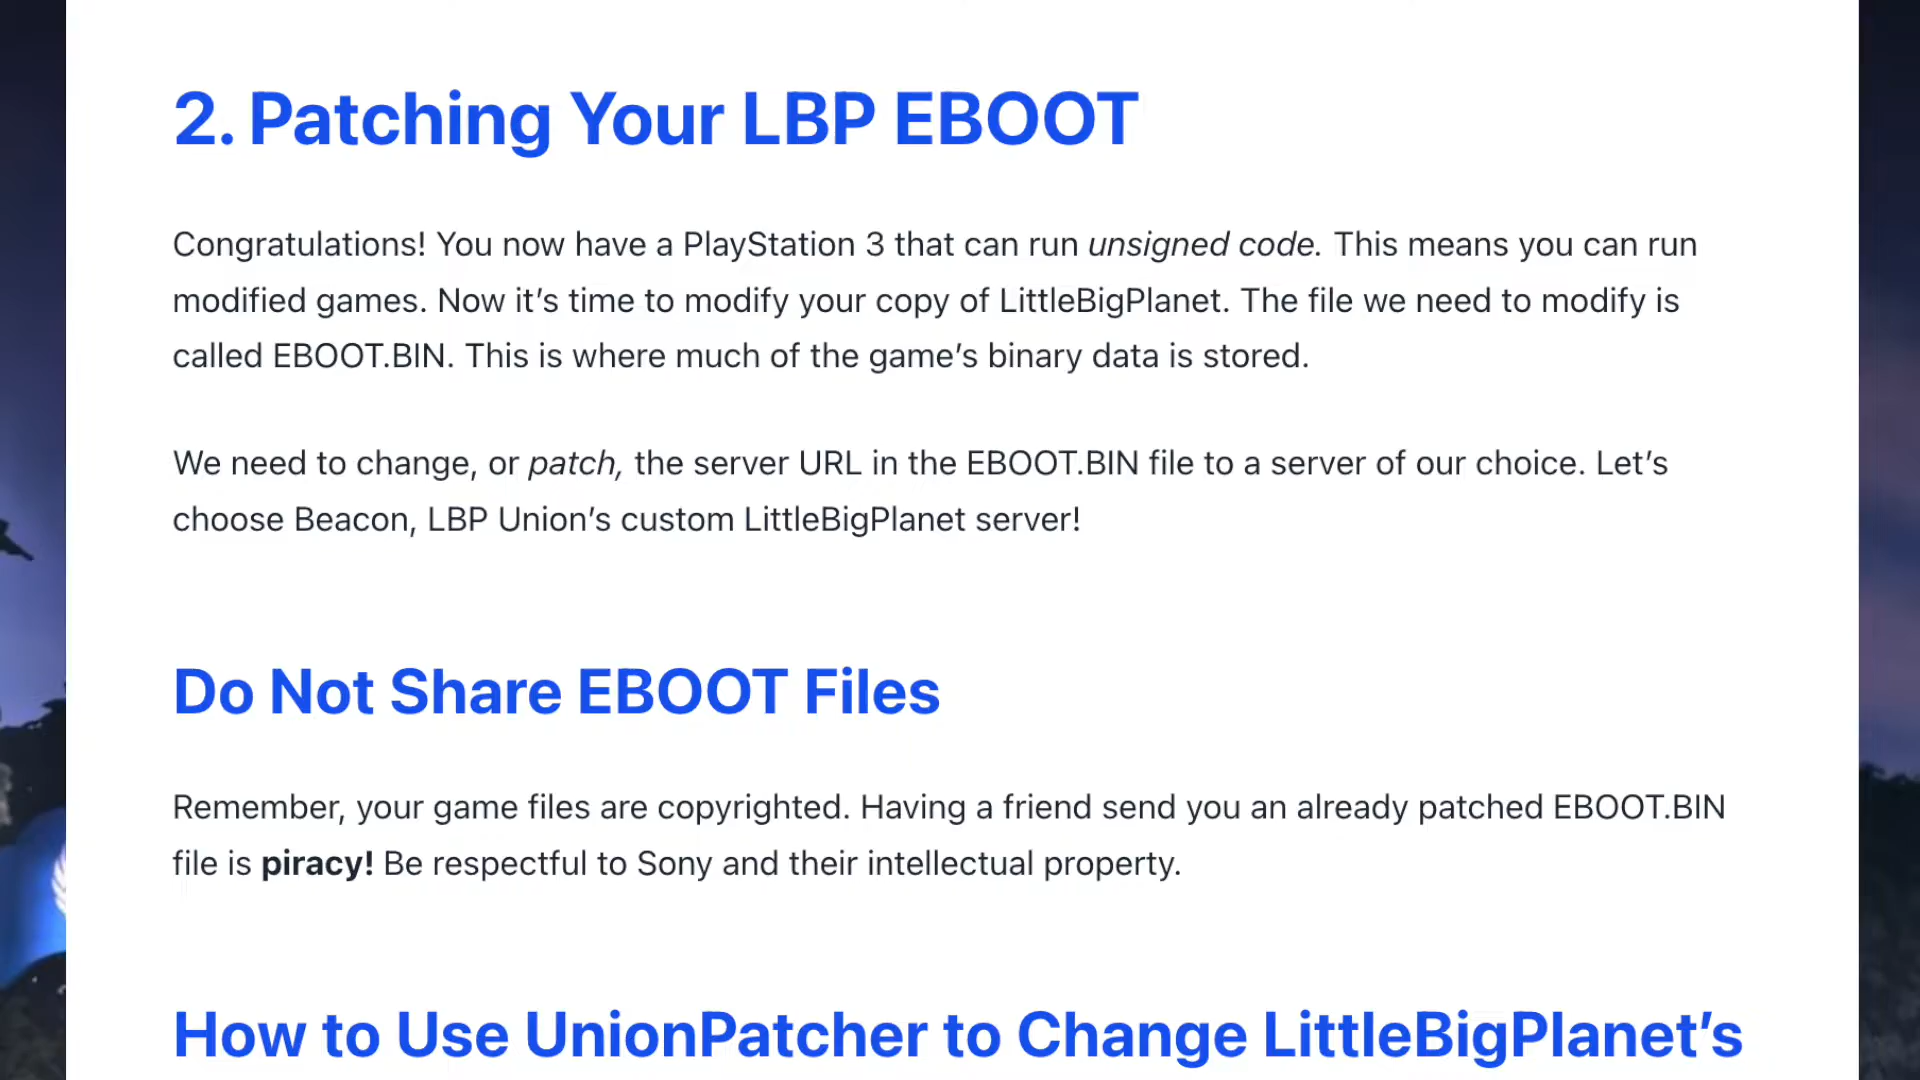 2. Patching Your LBP EBOOT
Congratulations! You now have a PlayStation 3 that can run unsigned code. This means you can run
modified games. Now it’s time to modify your copy of LittleBigPlanet. The file we need to modify is
called EBOOT.BIN. This is where much of the game’s binary data is stored.
We need to change, or patch, the server URL in the EBOOT.BIN file to a server of our choice. Let’s
choose Beacon, LBP Union’s custom LittleBigPlanet server!
Do Not Share EBOOT Files
Remember, your game files are copyrighted. Having a friend send you an already patched EBOOT.BIN
file is piracy! Be respectful to Sony and their intellectual property.
How to Use UnionPatcher to Change LittleBigPlanet’s